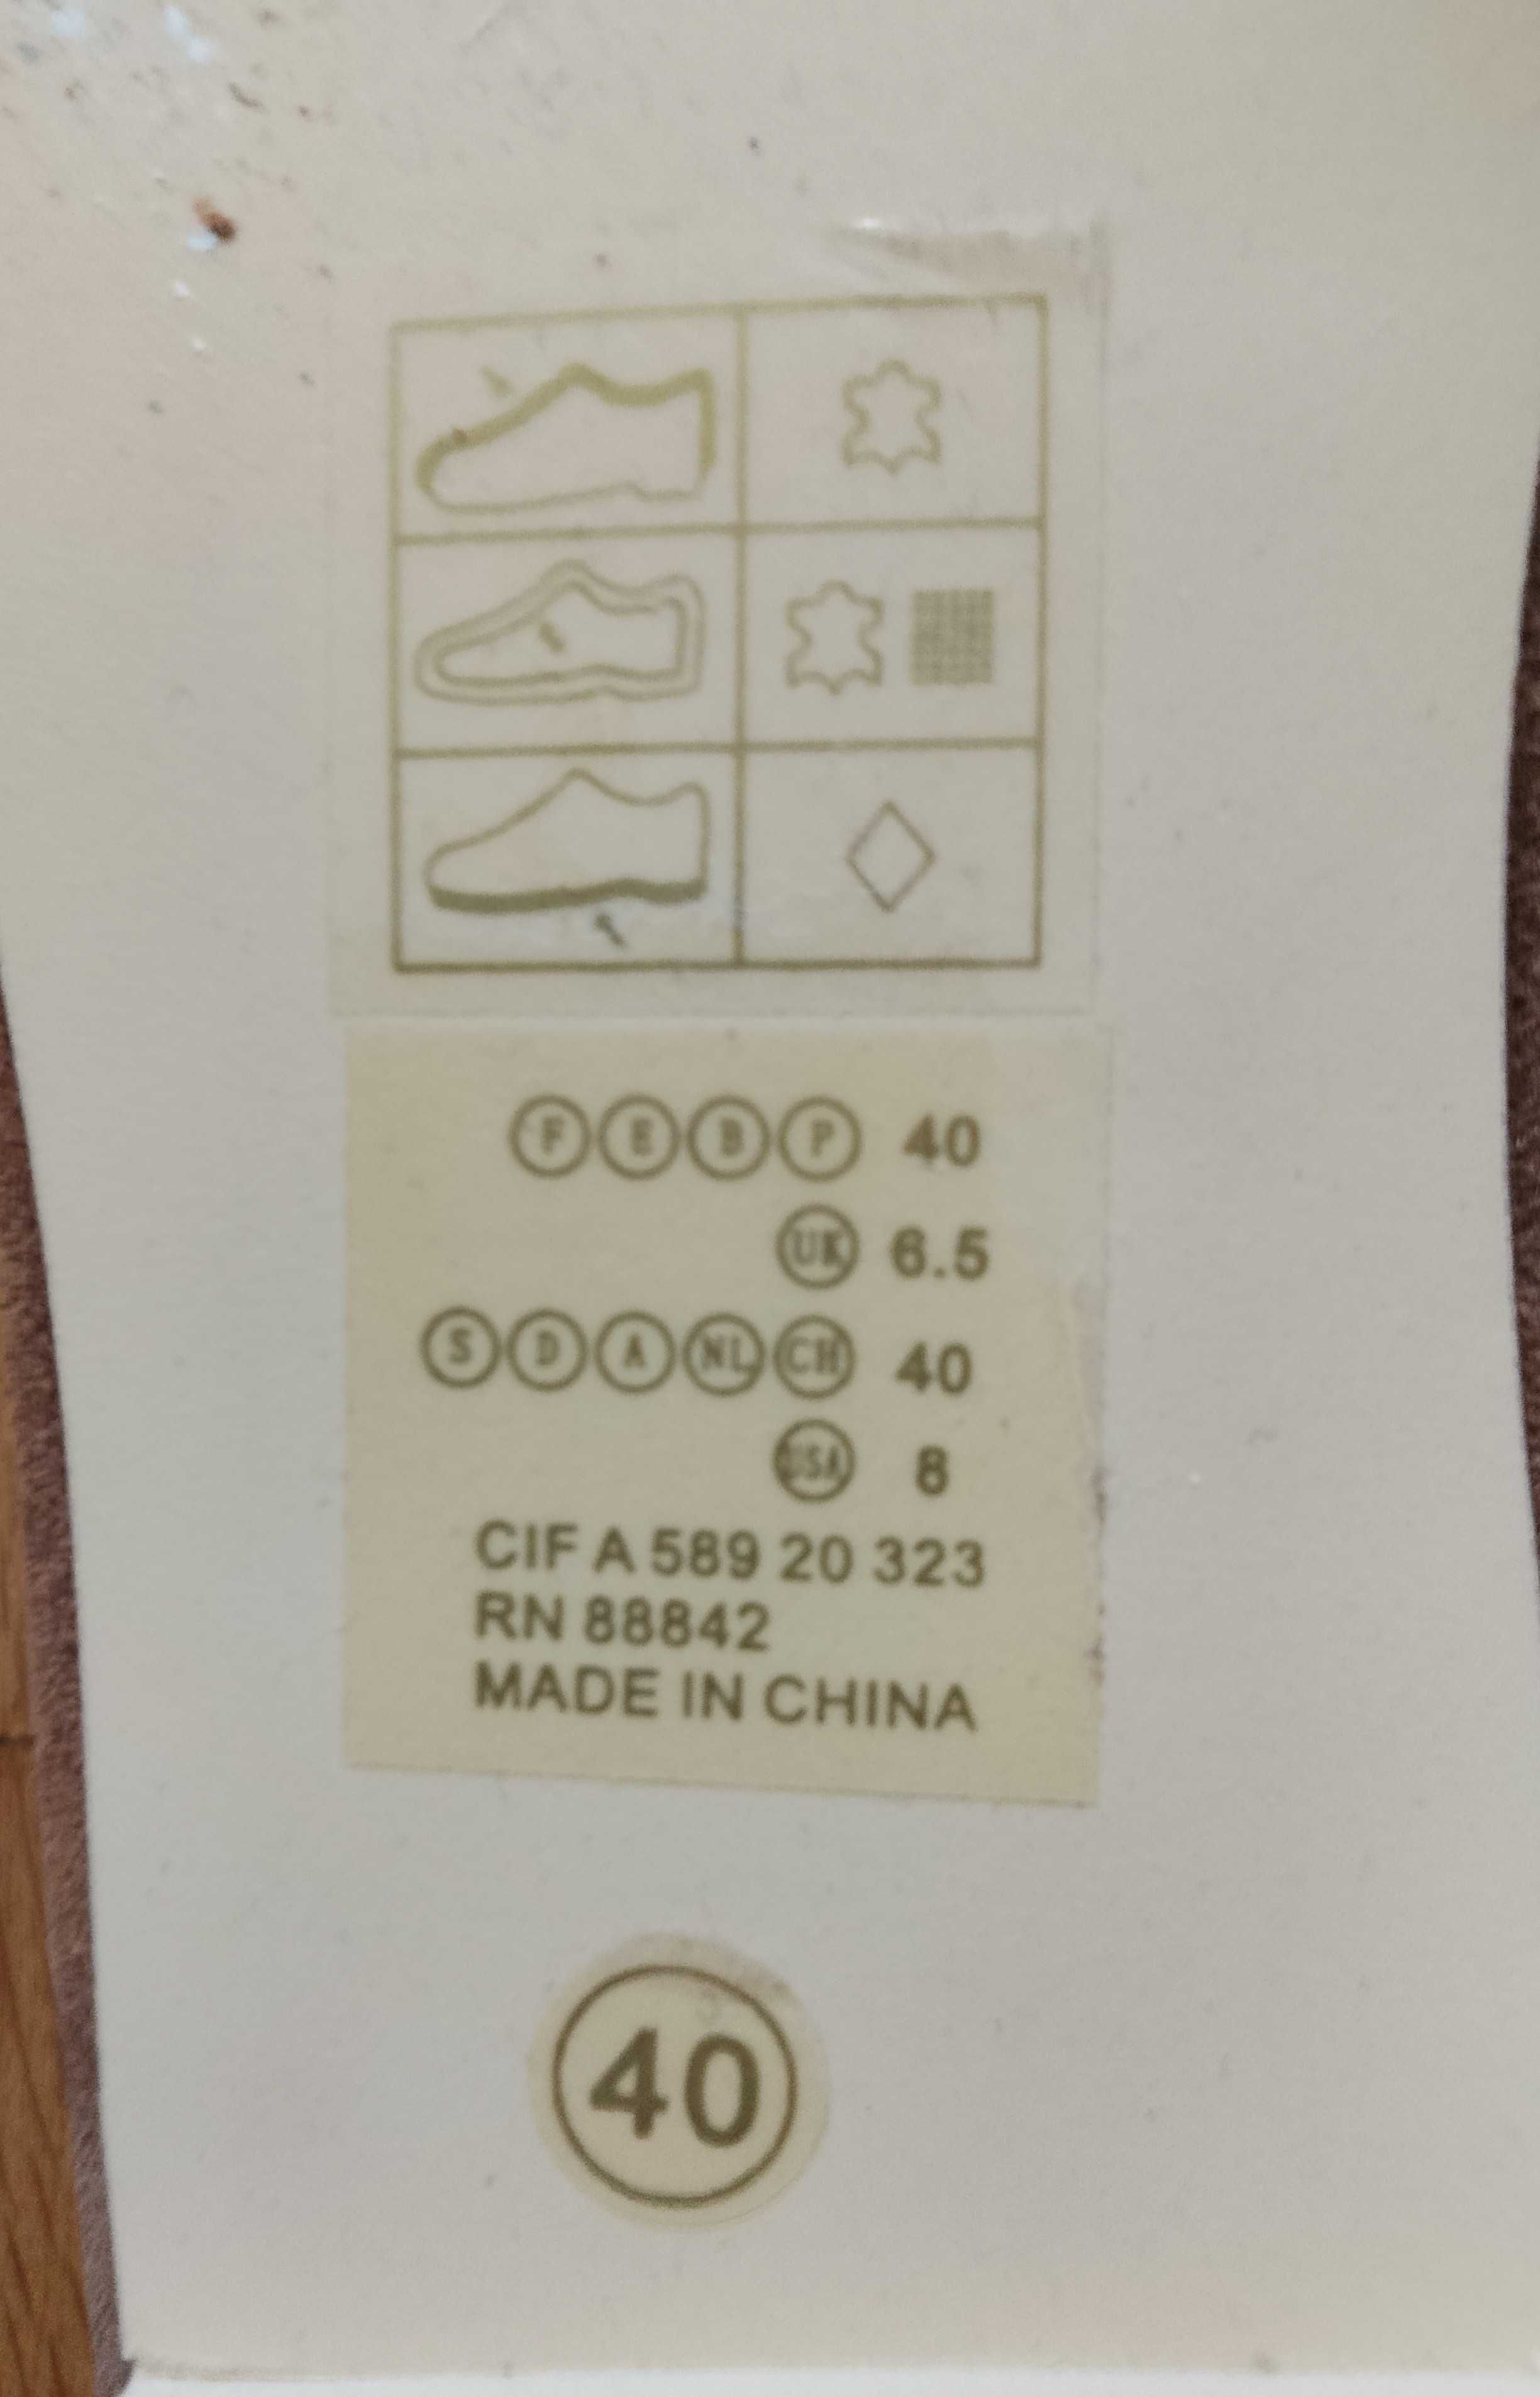 F E B P 40
UK 6.5
S D A NL CH 40
USA 8
CIF A 589 20 323
RN 88842
MADE IN CHINA
40